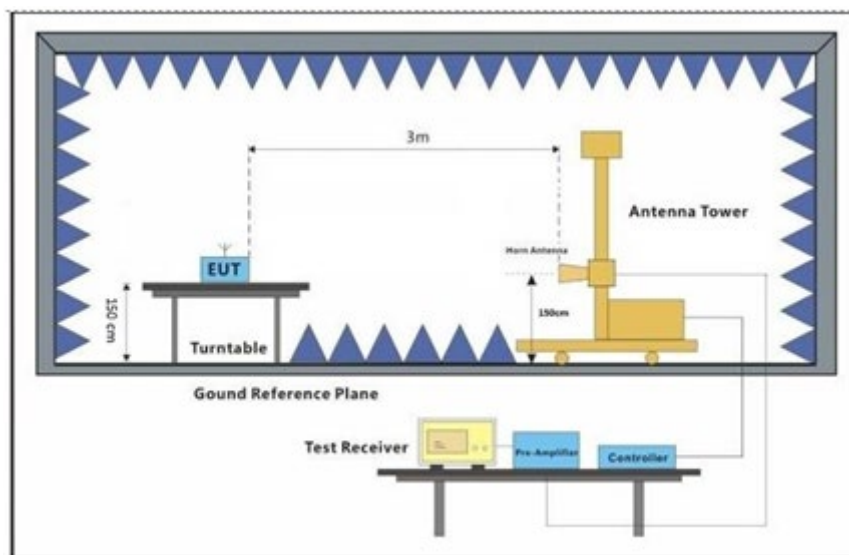 3m
Antenna Tower
Horn Antenna
EUT
150 cm
150cm
Turntable
Gound Reference Plane
Test Receiver
Pre-Amplifier
Controller